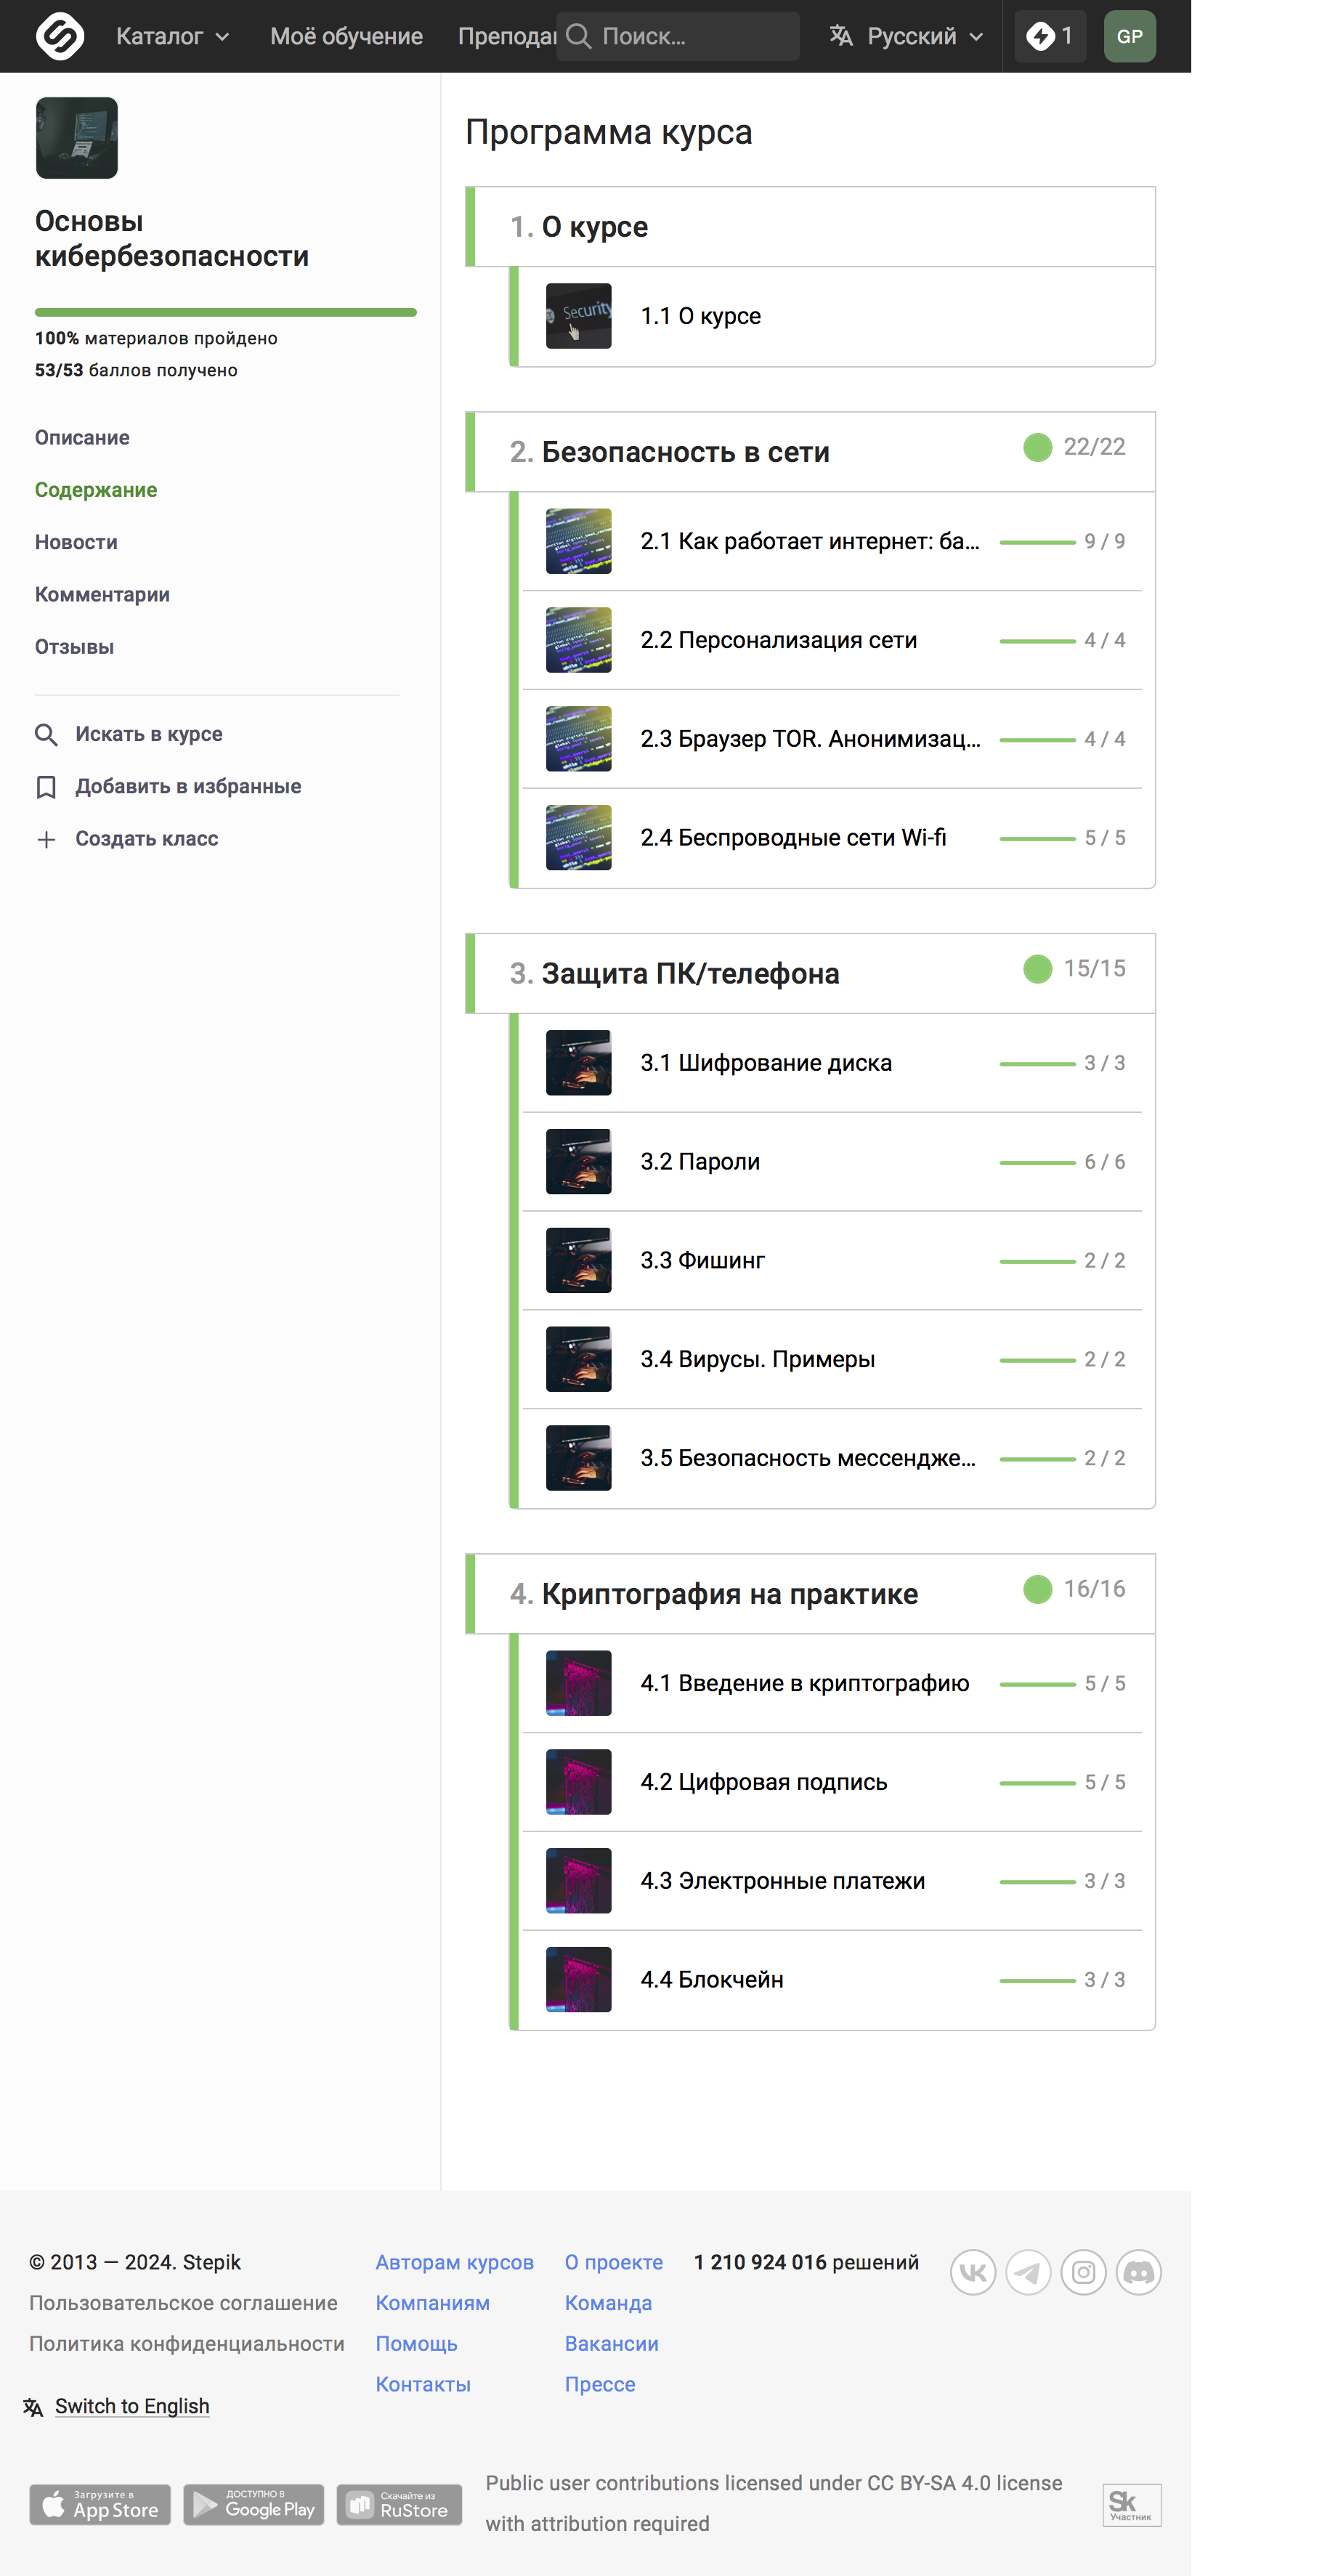 Каталог
Моё обучение
Препода
Поиск...
Русский
1
GP
Основы
кибербезопасности
100% материалов пройдено
53/53 баллов получено
Описание
Содержание
Новости
Комментарии
Отзывы
Искать в курсе
Добавить в избранные
Создать класс
Программа курса
1. О курсе
Security
1.1 О курсе
2. Безопасность в сети
22/22
2.1 Как работает интернет: ба...
9 / 9
2.2 Персонализация сети
4 / 4
2.3 Браузер TOR. Анонимизац...
4 / 4
2.4 Беспроводные сети Wi-fi
5 / 5
3. Защита ПК/телефона
15/15
3.1 Шифрование диска
3 / 3
3.2 Пароли
6 / 6
3.3 Фишинг
2 / 2
3.4 Вирусы. Примеры
2 / 2
3.5 Безопасность мессендже...
2 / 2
4. Криптография на практике
16/16
4.1 Введение в криптографию
5 / 5
4.2 Цифровая подпись
5 / 5
4.3 Электронные платежи
3 / 3
4.4 Блокчейн
3 / 3
© 2013 — 2024. Stepik
Пользовательское соглашение
Политика конфиденциальности
Switch to English
Авторам курсов
Компаниям
Помощь
Контакты
О проекте
Команда
Вакансии
Прессе
1 210 924 016 решений
Загрузите в
App Store
ДОСТУПНО В
Google Play
Скачайте из
RuStore
Public user contributions licensed under CC BY-SA 4.0 license
with attribution required
Sk
Участник